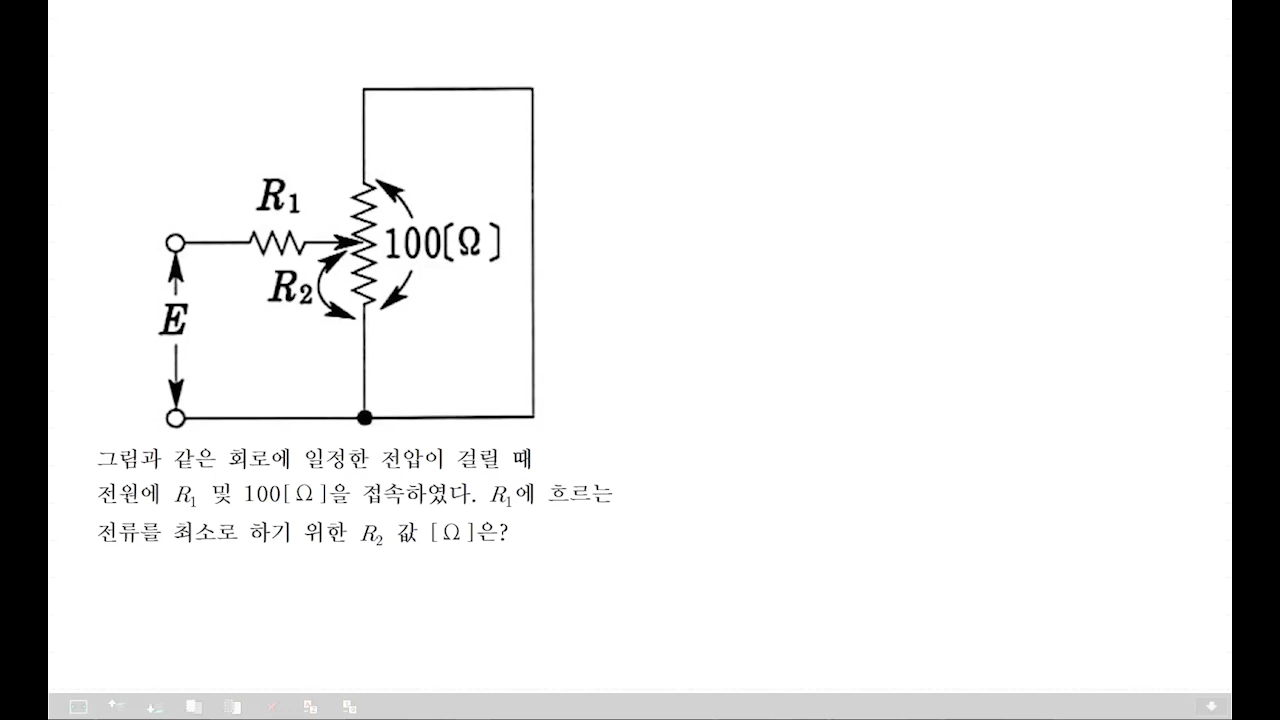 R₁
100[Ω]
R₂
E
그림과 같은 회로에 일정한 전압이 걸릴 때
전원에 R₁ 및 100[Ω]을 접속하였다. R₁에 흐르는
전류를 최소로 하기 위한 R₂ 값 [Ω]은?